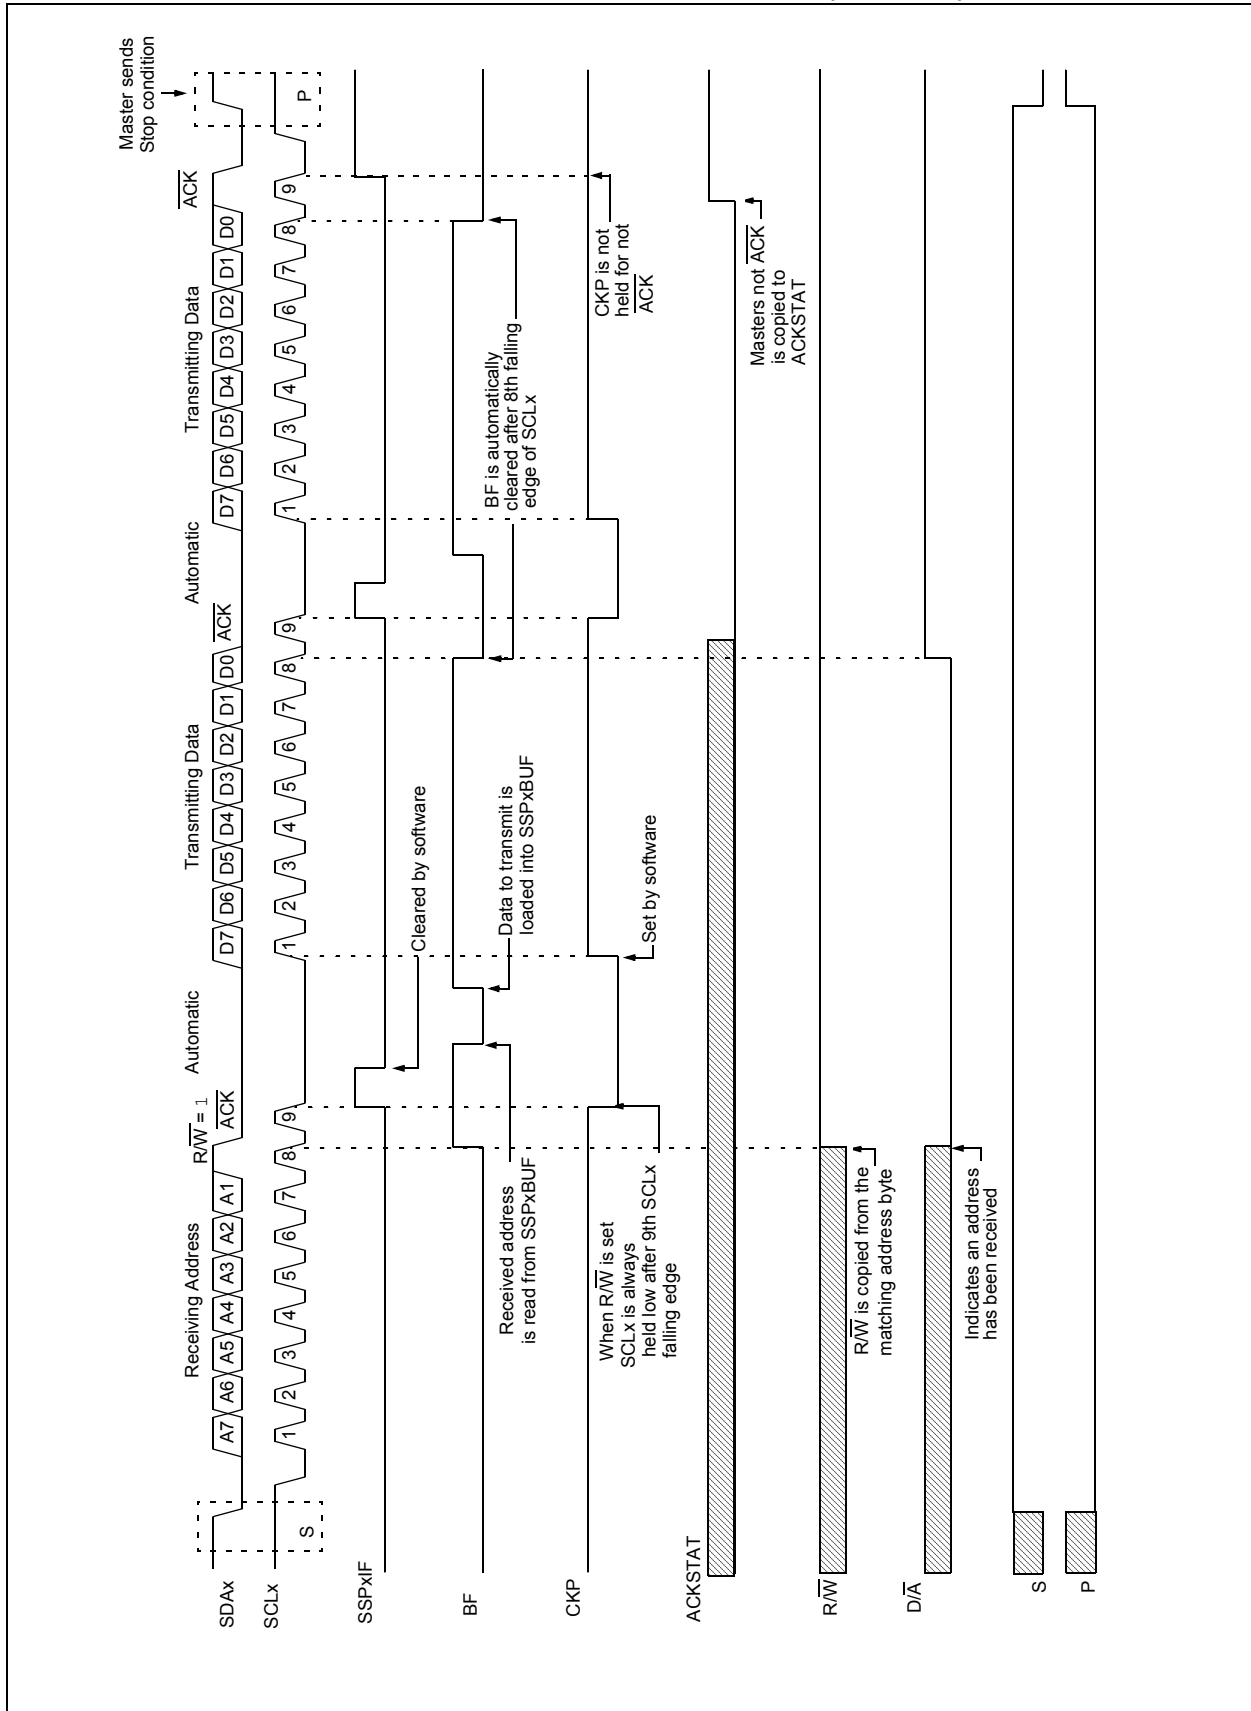 Master sends
Stop condition
Receiving Address
R/W = 1
Automatic
Transmitting Data
Automatic
Transmitting Data
ACK
ACK
ACK
SDAx
A7 A6 A5 A4 A3 A2 A1
D7 D6 D5 D4 D3 D2 D1 D0
D7 D6 D5 D4 D3 D2 D1 D0
SCLx
S
1 2 3 4 5 6 7 8 9
1 2 3 4 5 6 7 8 9
1 2 3 4 5 6 7 8 9
P
SSPxIF
Cleared by software
BF
Received address
is read from SSPxBUF
Data to transmit is
loaded into SSPxBUF
BF is automatically
cleared after 8th falling
edge of SCLx
CKP
When R/W is set
SCLx is always
held low after 9th SCLx
falling edge
Set by software
CKP is not
held for not
ACK
ACKSTAT
Masters not ACK
is copied to
ACKSTAT
R/W
R/W is copied from the
matching address byte
D/A
Indicates an address
has been received
S
P